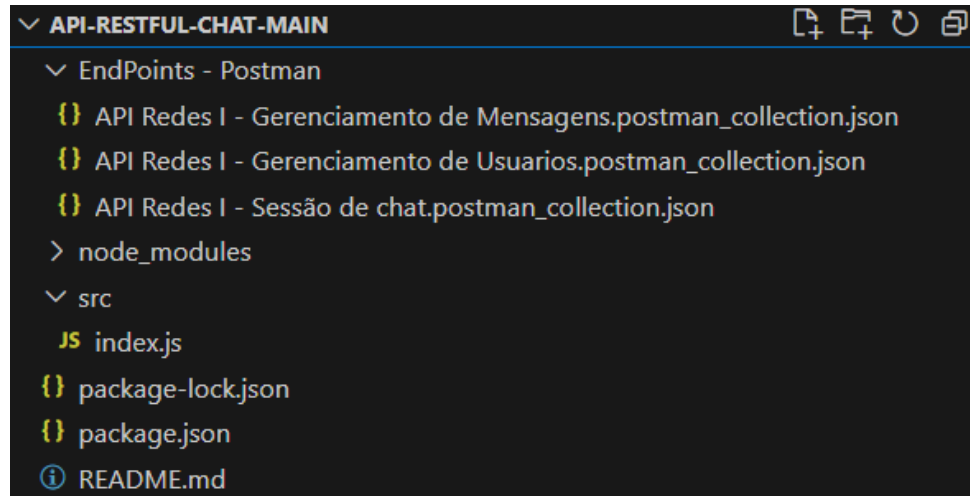 API-RESTFUL-CHAT-MAIN
EndPoints - Postman
{} API Redes I - Gerenciamento de Mensagens.postman_collection.json
{} API Redes I - Gerenciamento de Usuarios.postman_collection.json
{} API Redes I - Sessão de chat.postman_collection.json
node_modules
src
JS index.js
{} package-lock.json
{} package.json
README.md